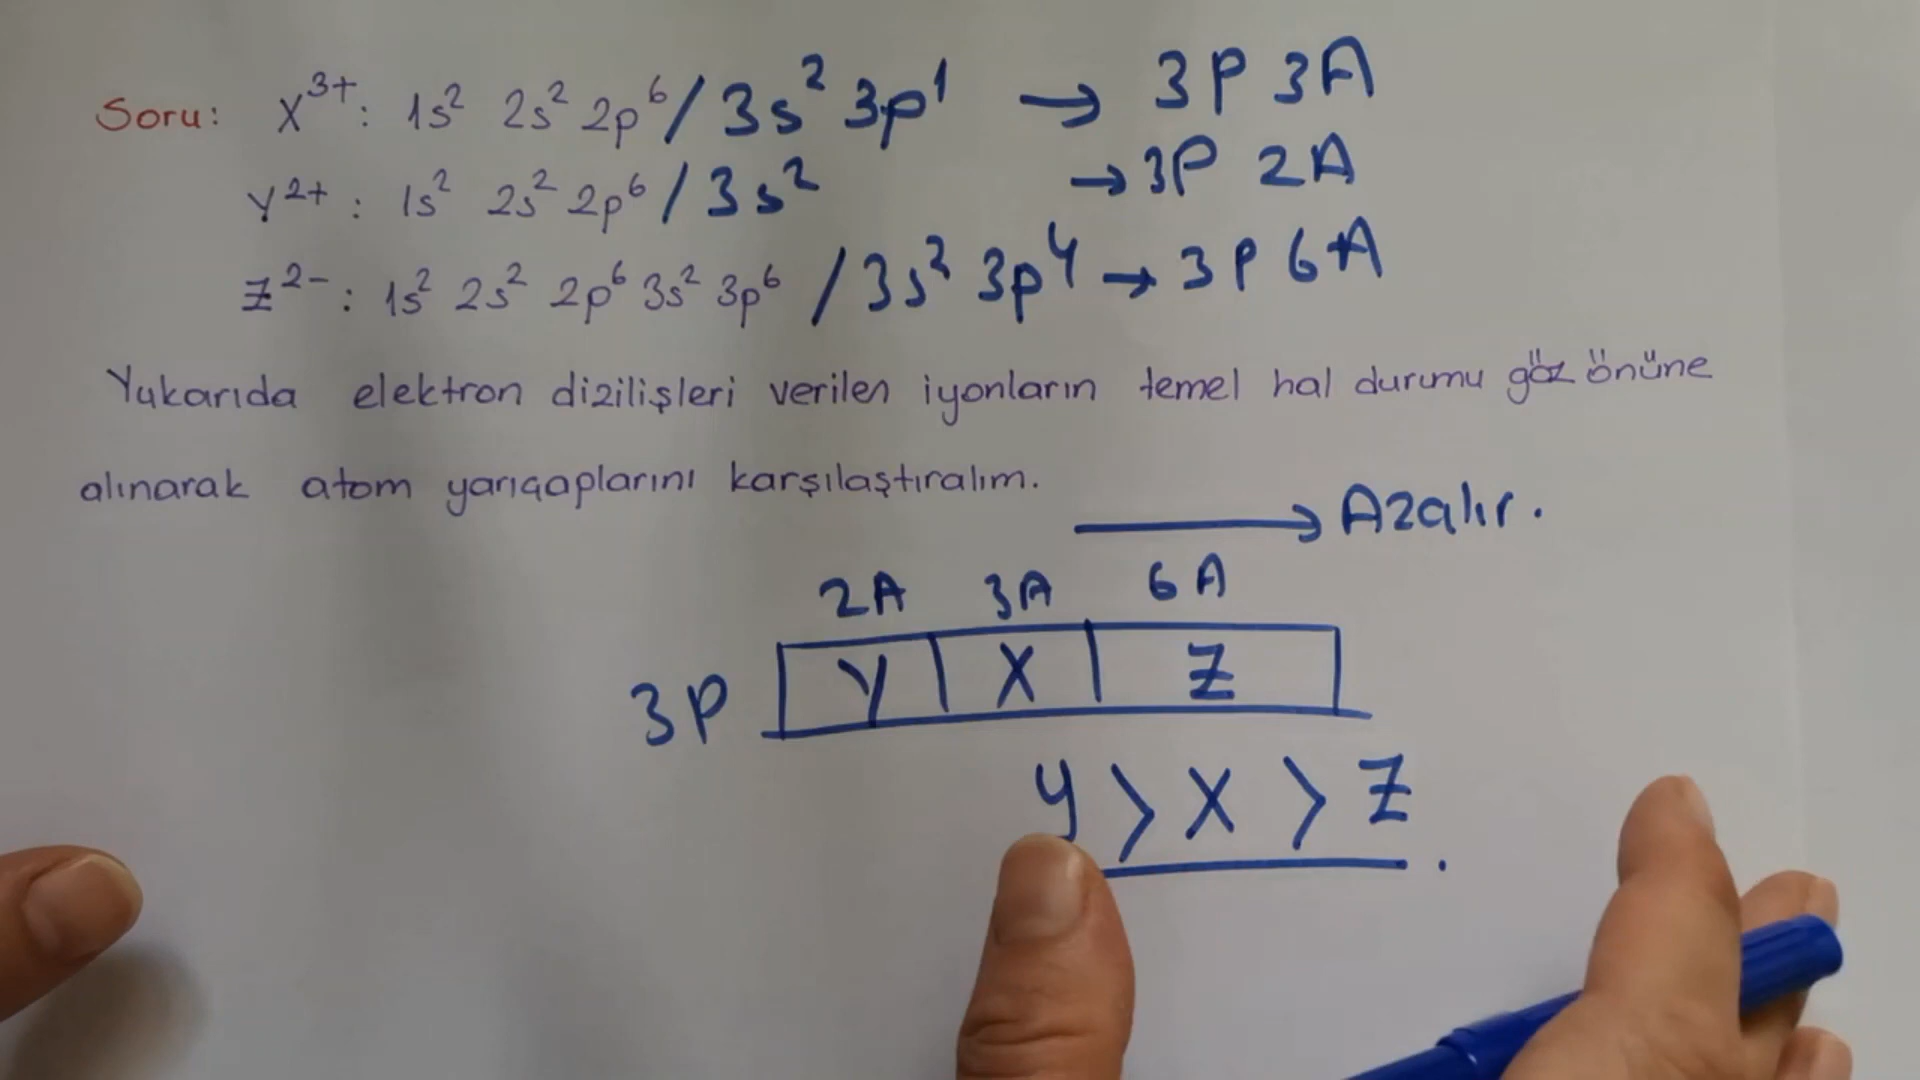 Soru: X³⁺: 1s² 2s² 2p⁶ / 3s² 3p¹ → 3P 3A
Y²⁺: 1s² 2s² 2p⁶ / 3s² → 3P 2A
Z²⁻: 1s² 2s² 2p⁶ 3s² 3p⁶ / 3s² 3p⁴ → 3P 6A
Yukarıda elektron dizilişleri verilen iyonların temel hal durumu göz önüne
alınarak atom yarıçaplarını karşılaştıralım.
→ Azalır.
2A 3A 6A
3P Y X Z
Y > X > Z .